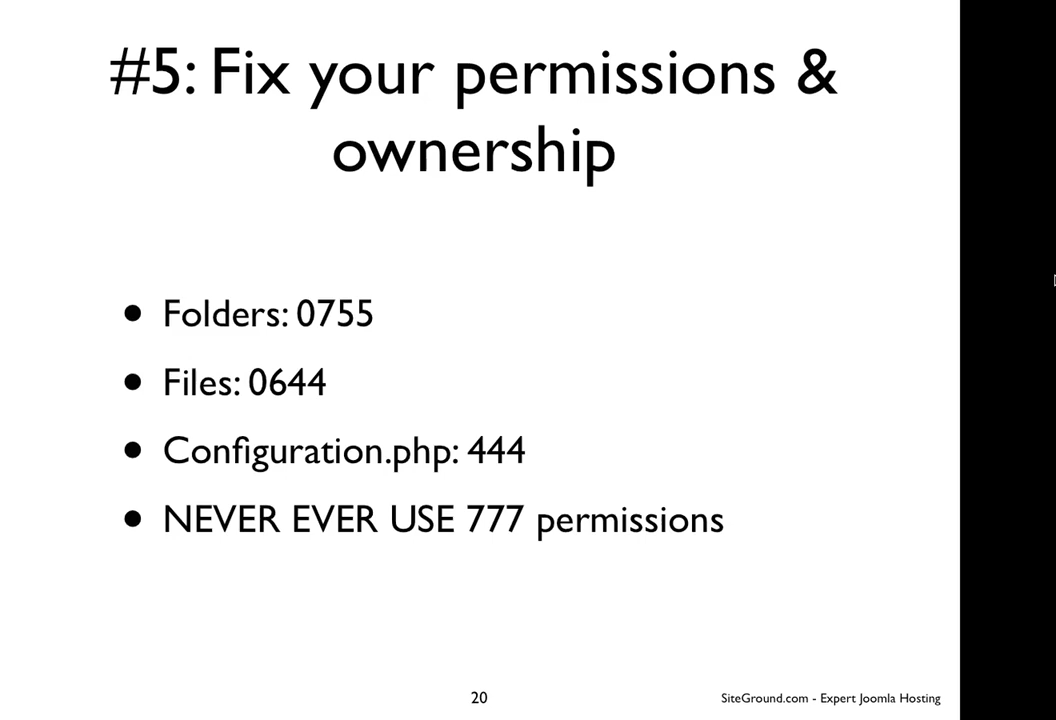 #5: Fix your permissions &
ownership
• Folders: 0755
• Files: 0644
• Configuration.php: 444
• NEVER EVER USE 777 permissions
20
SiteGround.com - Expert Joomla Hosting